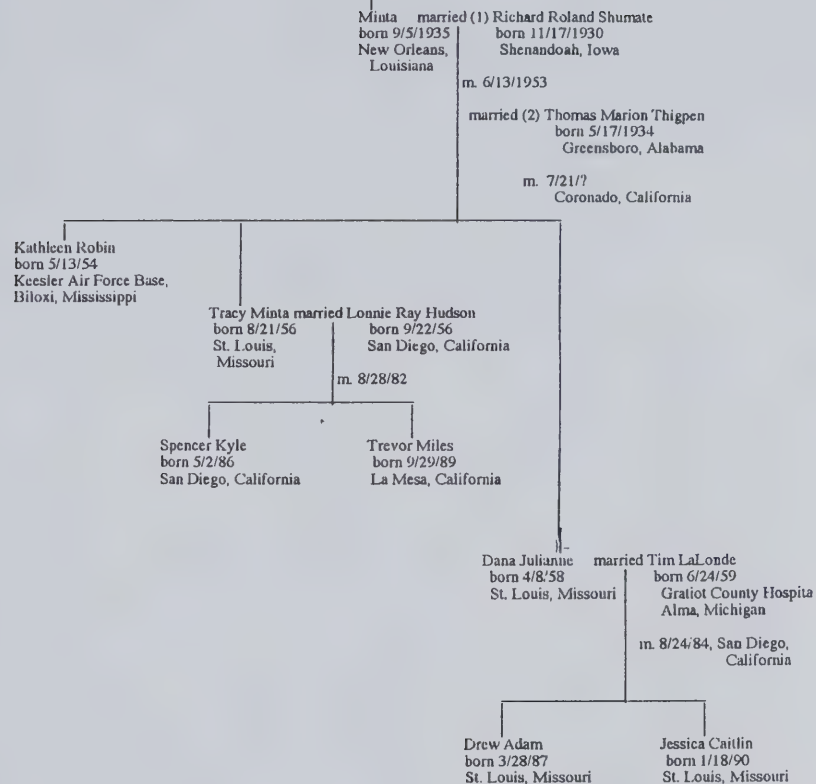 Minta married (1) Richard Roland Shumate
born 9/5/1935 born 11/17/1930
New Orleans, Shenandoah, Iowa
Louisiana
m. 6/13/1953
married (2) Thomas Marion Thigpen
born 5/17/1934
Greensboro, Alabama
m. 7/21/?
Coronado, California
Kathleen Robin
born 5/13/54
Keesler Air Force Base,
Biloxi, Mississippi
Tracy Minta married Lonnie Ray Hudson
born 8/21/56 born 9/22/56
St. Louis, San Diego, California
Missouri
m. 8/28/82
Spencer Kyle Trevor Miles
born 5/2/86 born 9/29/89
San Diego, California La Mesa, California
Dana Julianne married Tim LaLonde
born 4/8/58 born 6/24/59
St. Louis, Missouri Gratiot County Hospita
Alma, Michigan
m. 8/24/84, San Diego,
California
Drew Adam Jessica Caitlin
born 3/28/87 born 1/18/90
St. Louis, Missouri St. Louis, Missouri